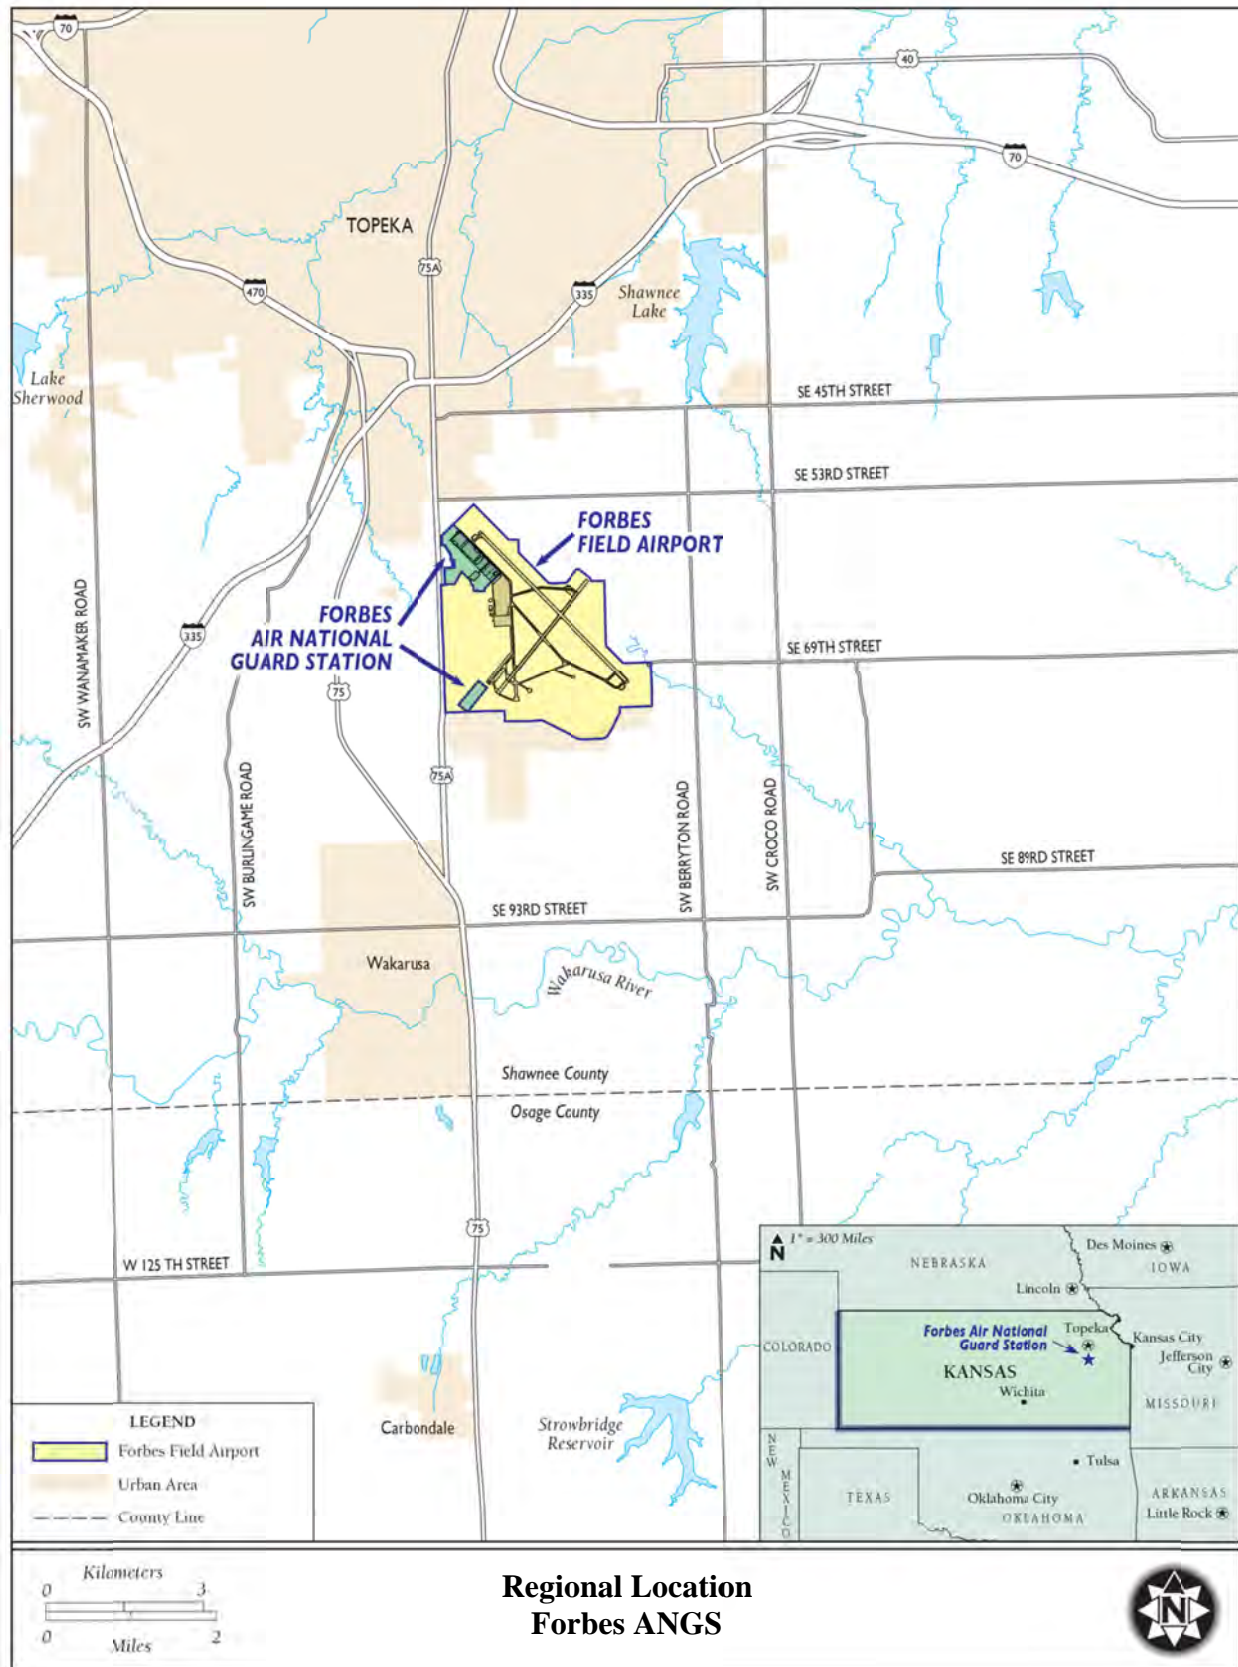 70
40
70
TOPEKA
75A
470
335
Shawnee
Lake
Lake
Sherwood
SE 45TH STREET
SE 53RD STREET
FORBES
FIELD AIRPORT
FORBES
AIR NATIONAL
GUARD STATION
SW WANAMAKER ROAD
335
SE 69TH STREET
75
75A
SW BURLINGAME ROAD
SW BERRYTON ROAD
SW CROCO ROAD
SE 89RD STREET
SE 93RD STREET
Wakarusa
Wakarusa River
Shawnee County
Osage County
75
W 125 TH STREET
Carbondale
Strowbridge
Reservoir
LEGEND
Forbes Field Airport
Urban Area
County Line
N
1" = 300 Miles
NEBRASKA
Des Moines
IOWA
Lincoln
COLORADO
Forbes Air National
Guard Station
Topeka
Kansas City
Jefferson
City
KANSAS
Wichita
MISSOURI
NEW
MEXICO
Tulsa
TEXAS
Oklahoma City
OKLAHOMA
ARKANSAS
Little Rock
Kilometers
0 3
0 2
Miles
Regional Location
Forbes ANGS
N